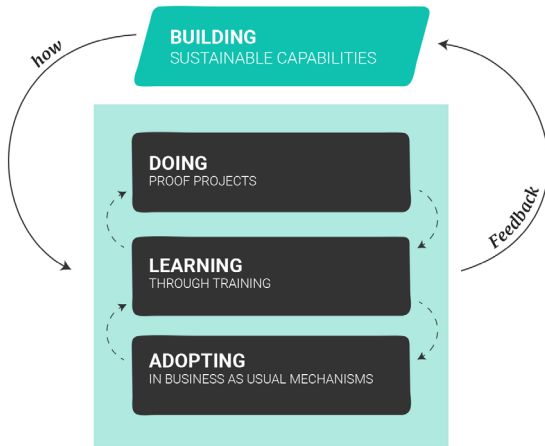 how
BUILDING
SUSTAINABLE CAPABILITIES
DOING
PROOF PROJECTS
LEARNING
THROUGH TRAINING
ADOPTING
IN BUSINESS AS USUAL MECHANISMS
Feedback